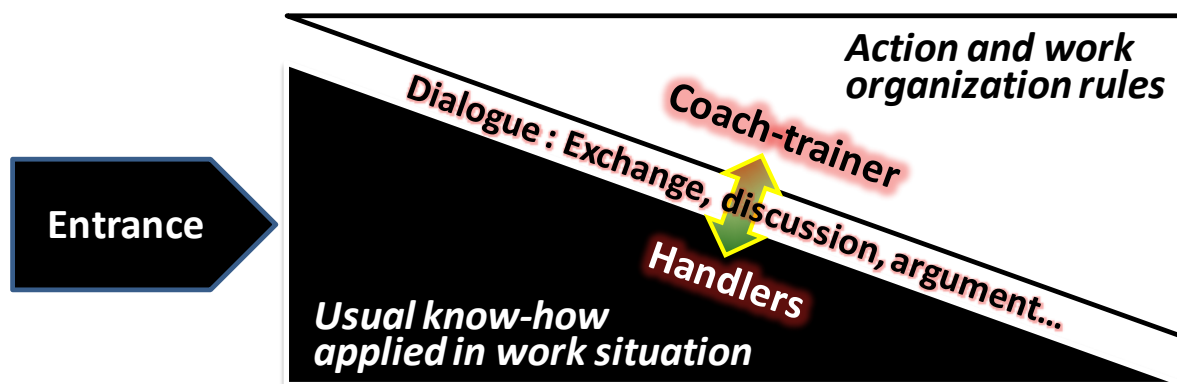 Action and work
organization rules
Coach-trainer
Dialogue : Exchange, discussion, argument...
Entrance
Handlers
Usual know-how
applied in work situation